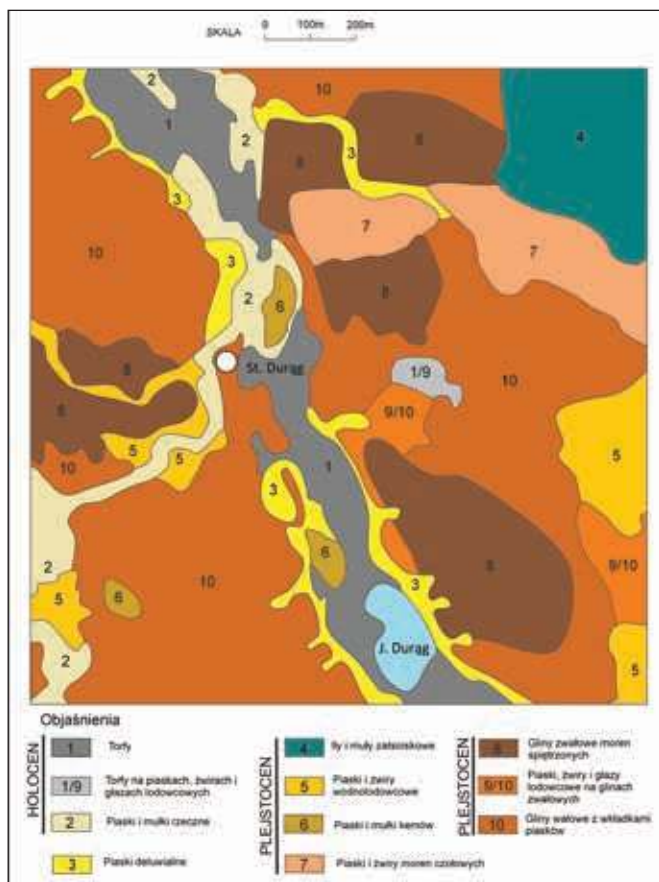 SKALA 0 100m 200m
2
10
1
2
8
3
8
4
3
7
7
10
3
2
8
6
St. Durąg
8
1/9
10
8
9/10
5
5
5
10
1
3
8
2
6
9/10
10
5
6
3
2
J. Durąg
5
Objaśnienia
HOLOCEN
1 Torfy
1/9 Torfy na piaskach, żwirach i
głazach lodowcowych
2 Piaski i mułki rzeczne
3 Piaski deluwialne
PLEJSTOCEN
4 Iły i muły zastoiskowe
5 Piaski i żwiry
wodnolodowcowe
6 Piaski i mułki kemów
7 Piaski i żwiry moren czołowych
PLEJSTOCEN
8 Gliny zwałowe moren
spiętrzonych
9/10 Piaski, żwiry i głazy
lodowcowe na glinach
zwałowych
10 Gliny wałowe z wkładkami
piasków